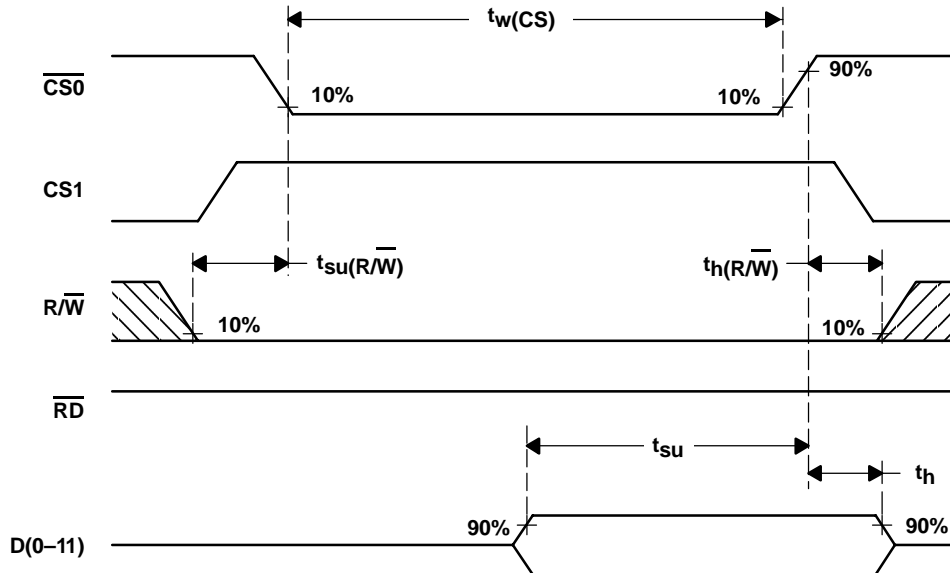 tw(CS)
CS0
10%
10%
90%
CS1
tsu(R/W)
th(R/W)
R/W
10%
10%
RD
tsu
th
90%
90%
D(0–11)